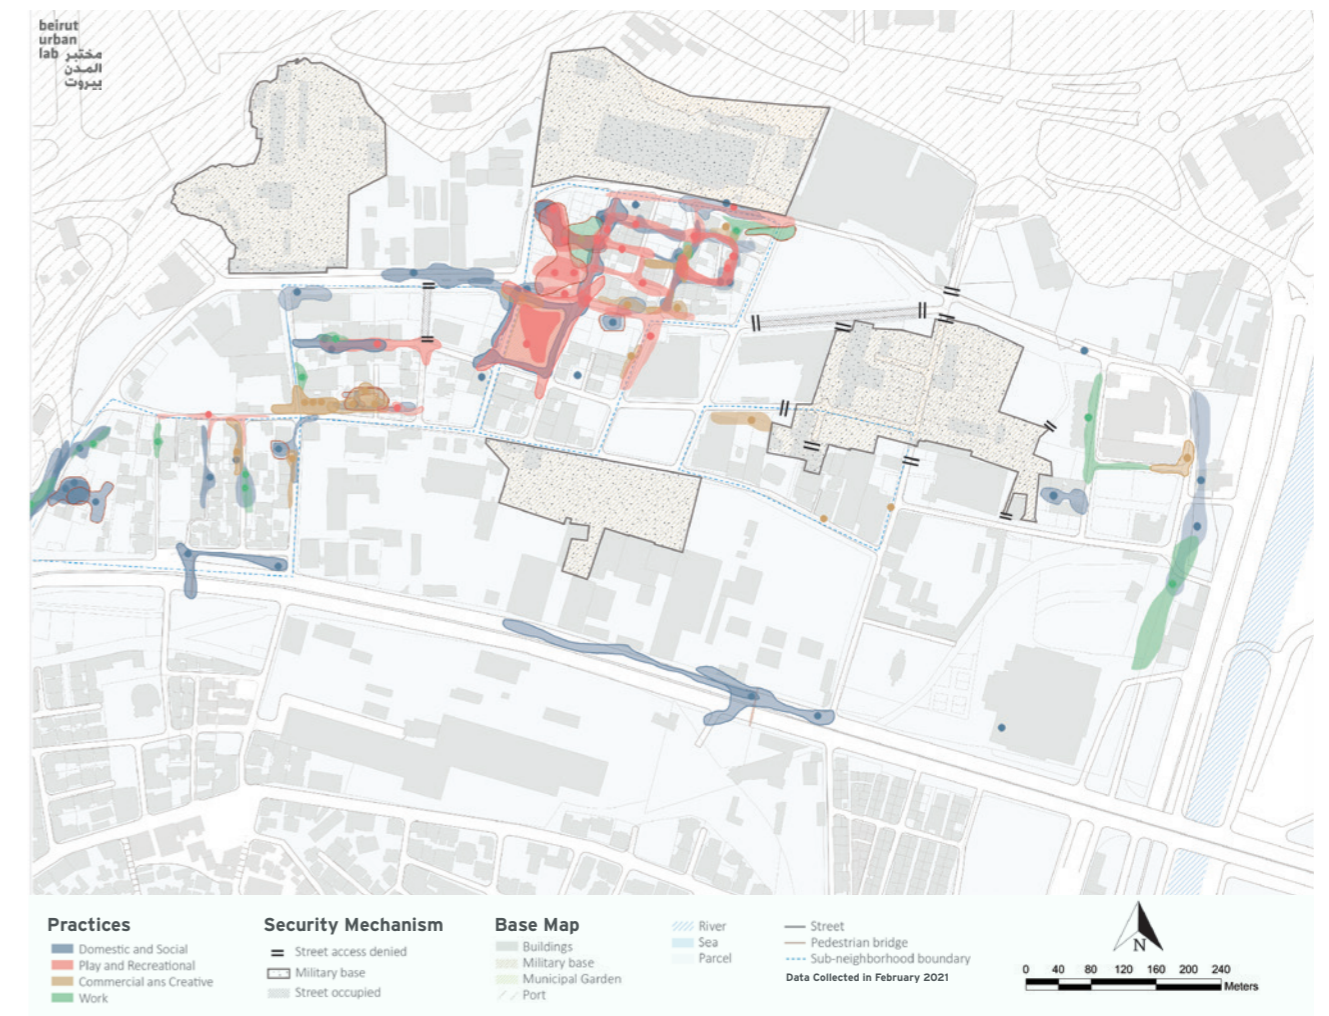 beirut
urban
lab مختبر
المدن
بيروت
Practices
Domestic and Social
Play and Recreational
Commercial ans Creative
Work
Security Mechanism
Street access denied
Military base
Street occupied
Base Map
Buildings
Military base
Municipal Garden
Port
River
Sea
Parcel
Street
Pedestrian bridge
Sub-neighborhood boundary
Data Collected in February 2021
N
0 40 80 120 160 200 240
Meters